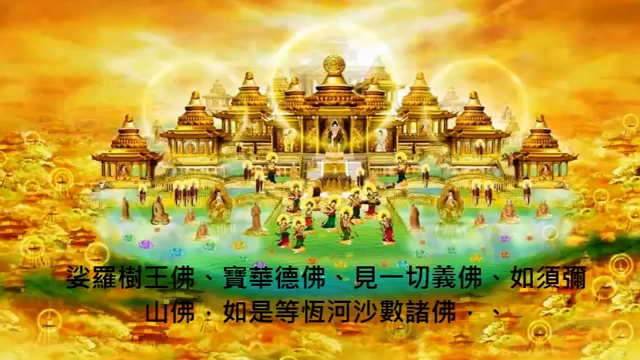 娑羅樹王佛、寶華德佛、見一切義佛、如須彌
山佛．如是等恆河沙數諸佛．、